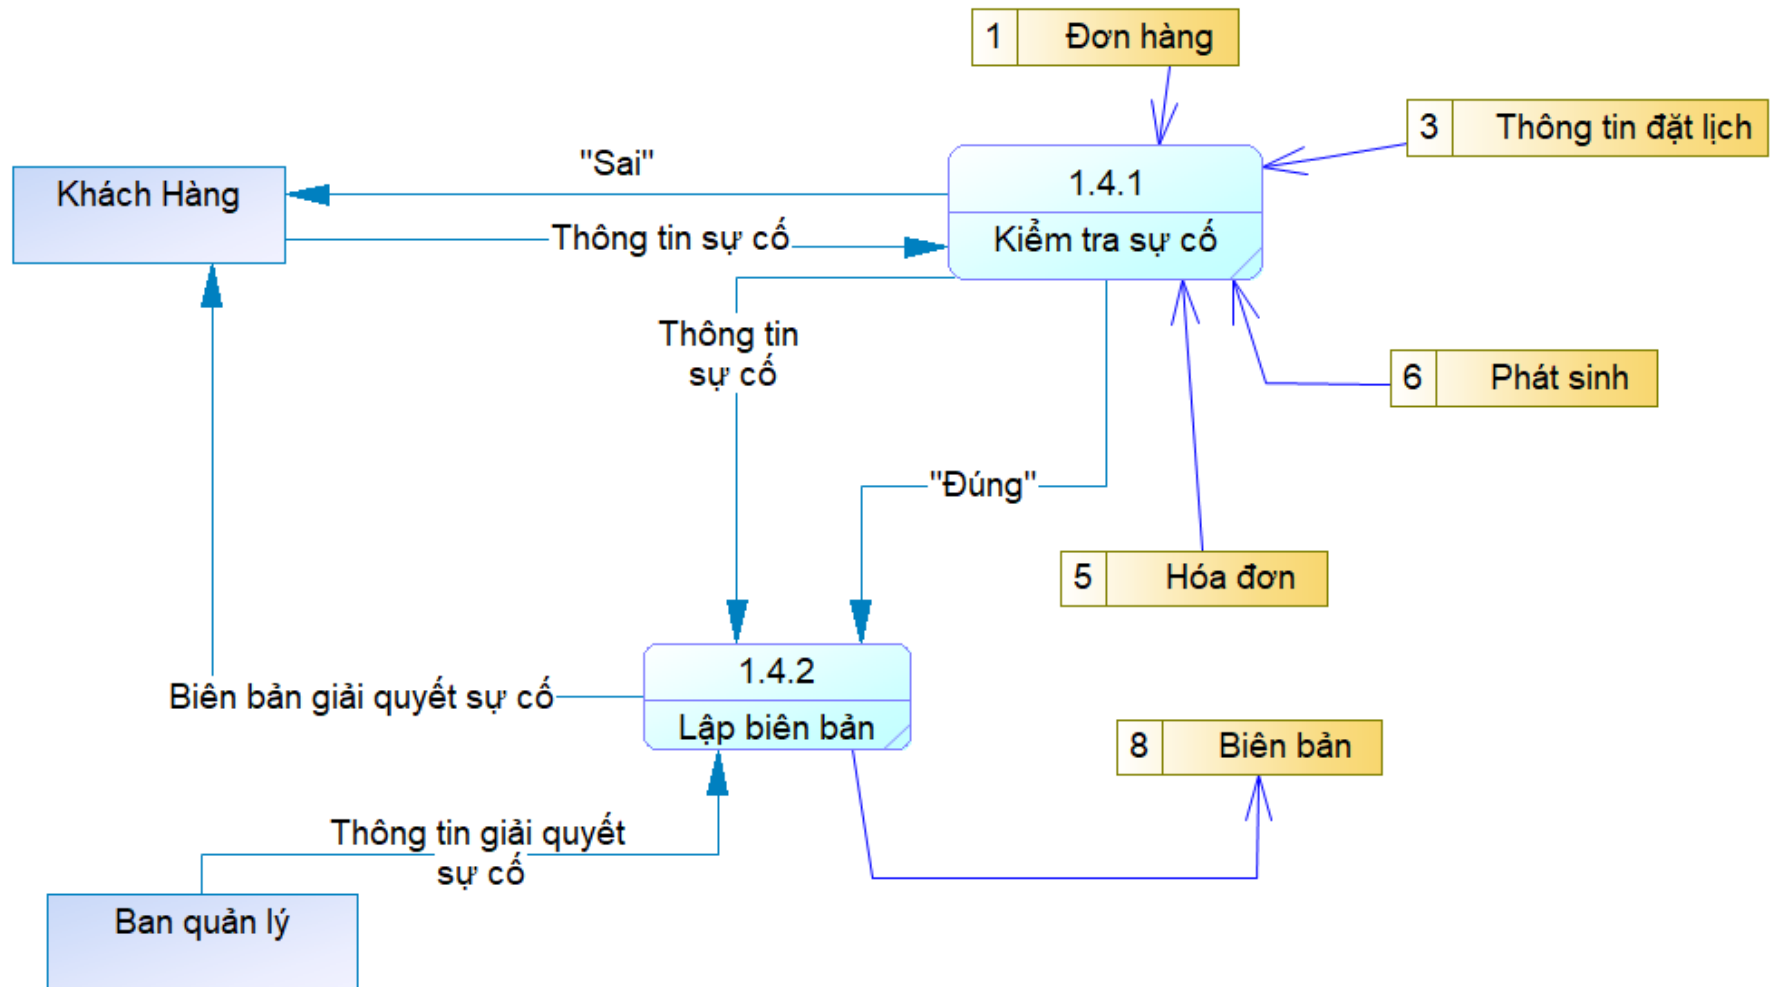 1 Đơn hàng
3 Thông tin đặt lịch
"Sai"
Khách Hàng
1.4.1
Thông tin sự cố
Kiểm tra sự cố
Thông tin
sự cố
6 Phát sinh
"Đúng"
5 Hóa đơn
1.4.2
Biên bản giải quyết sự cố
Lập biên bản
8 Biên bản
Thông tin giải quyết
sự cố
Ban quản lý